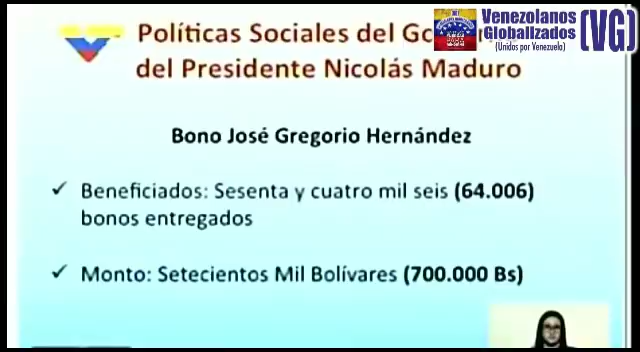 Políticas Sociales del
del Presidente Nicolás Maduro
Venezolanos
Globalizados
(Unidos por Venezuela)
(VG)
Bono José Gregorio Hernández
✓ Beneficiados: Sesenta y cuatro mil seis (64.006)
bonos entregados
✓ Monto: Setecientos Mil Bolívares (700.000 Bs)